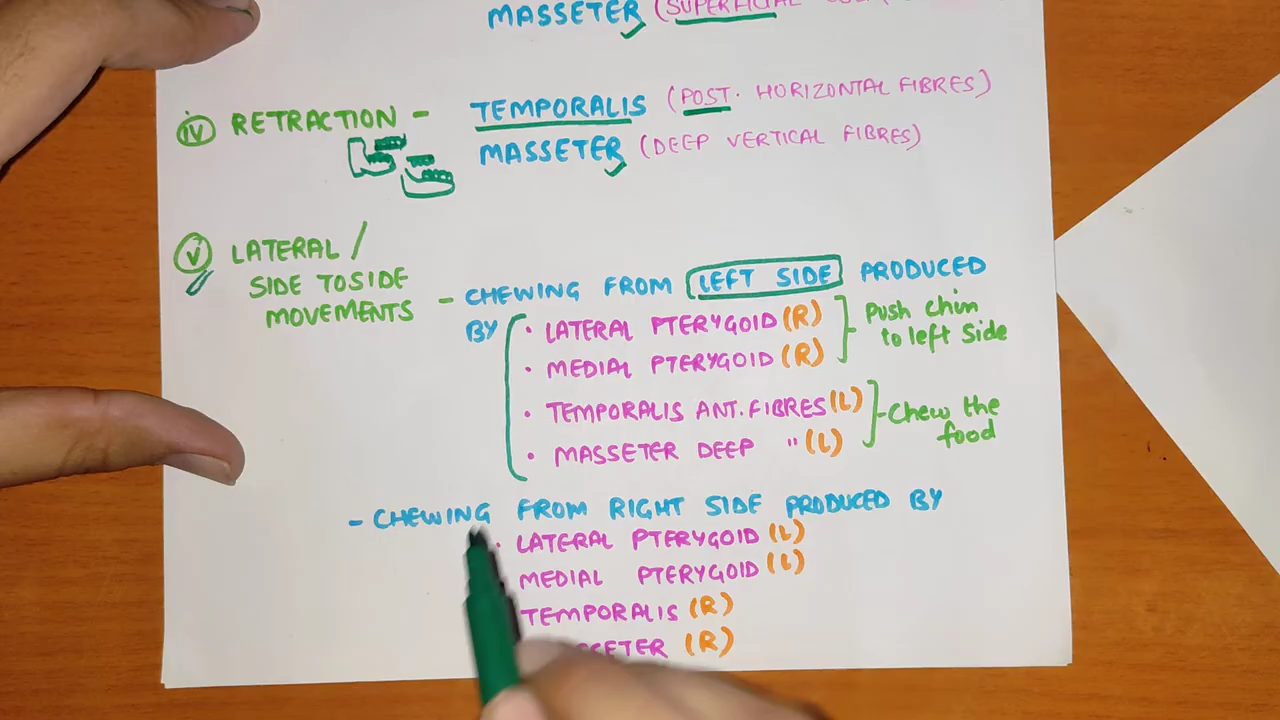 MASSETER (SUPERFICIAL
iv RETRACTION - TEMPORALIS (POST. HORIZONTAL FIBRES)
MASSETER (DEEP VERTICAL FIBRES)
v LATERAL /
SIDE TO SIDE
MOVEMENTS
- CHEWING FROM LEFT SIDE PRODUCED
BY
· LATERAL PTERYGOID (R)
· MEDIAL PTERYGOID (R)
Push chin
to left side
· TEMPORALIS ANT. FIBRES (L)
· MASSETER DEEP " (L)
- Chew the
food
- CHEWING FROM RIGHT SIDE PRODUCED BY
· LATERAL PTERYGOID (L)
MEDIAL PTERYGOID (L)
TEMPORALIS (R)
(R)